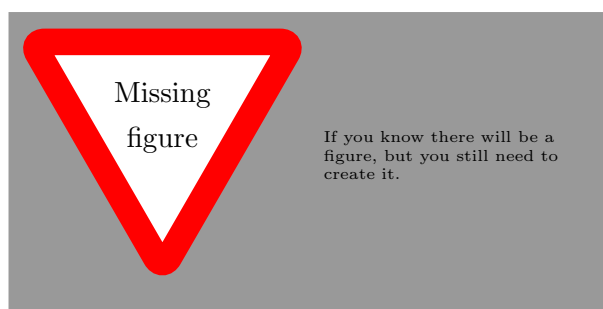 Missing
figure
If you know there will be a
figure, but you still need to
create it.